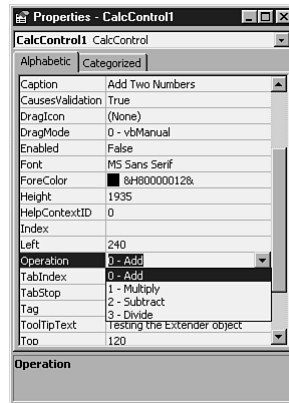 Properties - CalcControl1
CalcControl1 CalcControl
Alphabetic Categorized
Caption Add Two Numbers
CausesValidation True
DragIcon (None)
DragMode 0 - vbManual
Enabled False
Font MS Sans Serif
ForeColor &H80000012&
Height 1935
HelpContextID 0
Index
Left 240
Operation 0 - Add
TabIndex 0 - Add
TabStop 1 - Multiply
Tag 2 - Subtract
3 - Divide
ToolTipText Testing the Extender object
Top 120
Operation